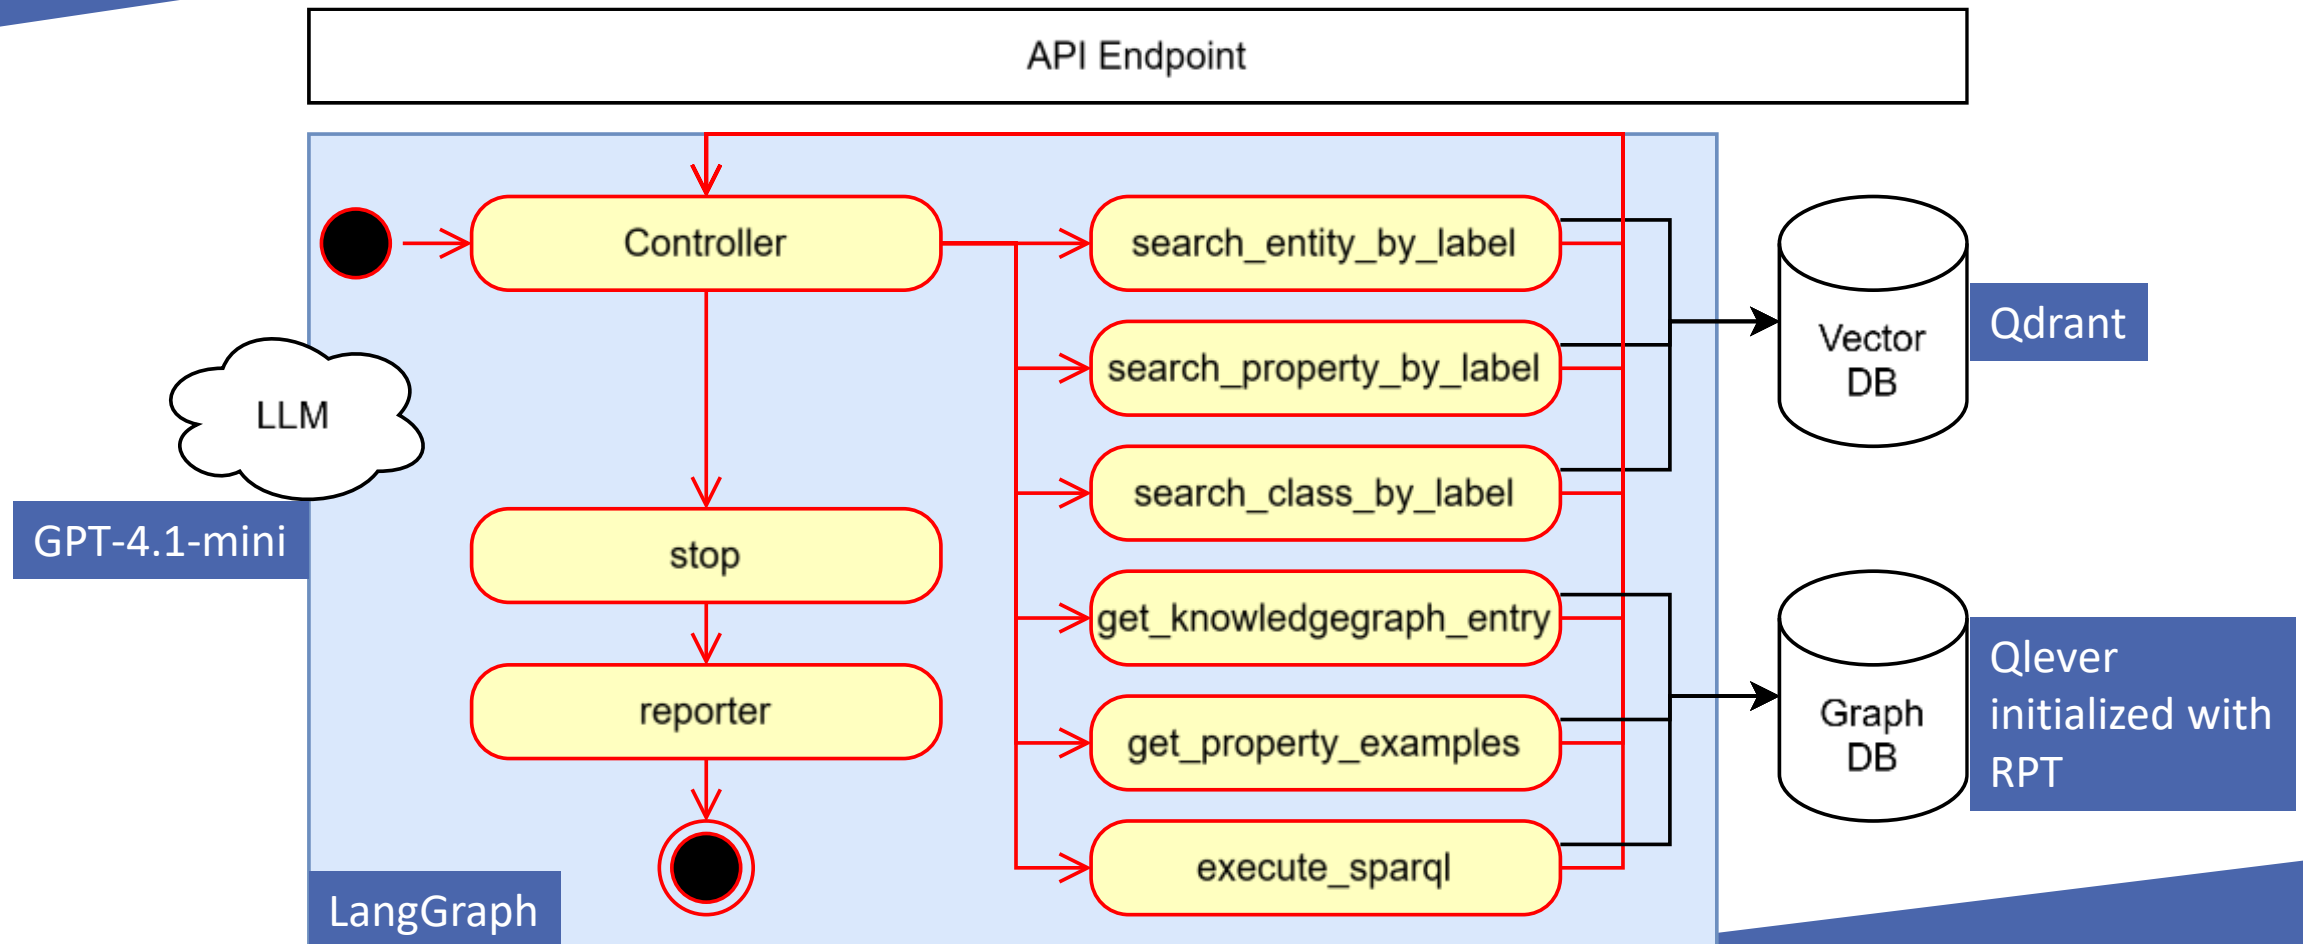 API Endpoint
Controller
search_entity_by_label
search_property_by_label
search_class_by_label
get_knowledgegraph_entry
get_property_examples
execute_sparql
stop
reporter
LLM
GPT-4.1-mini
LangGraph
Vector
DB
Qdrant
Graph
DB
Qlever
initialized with
RPT